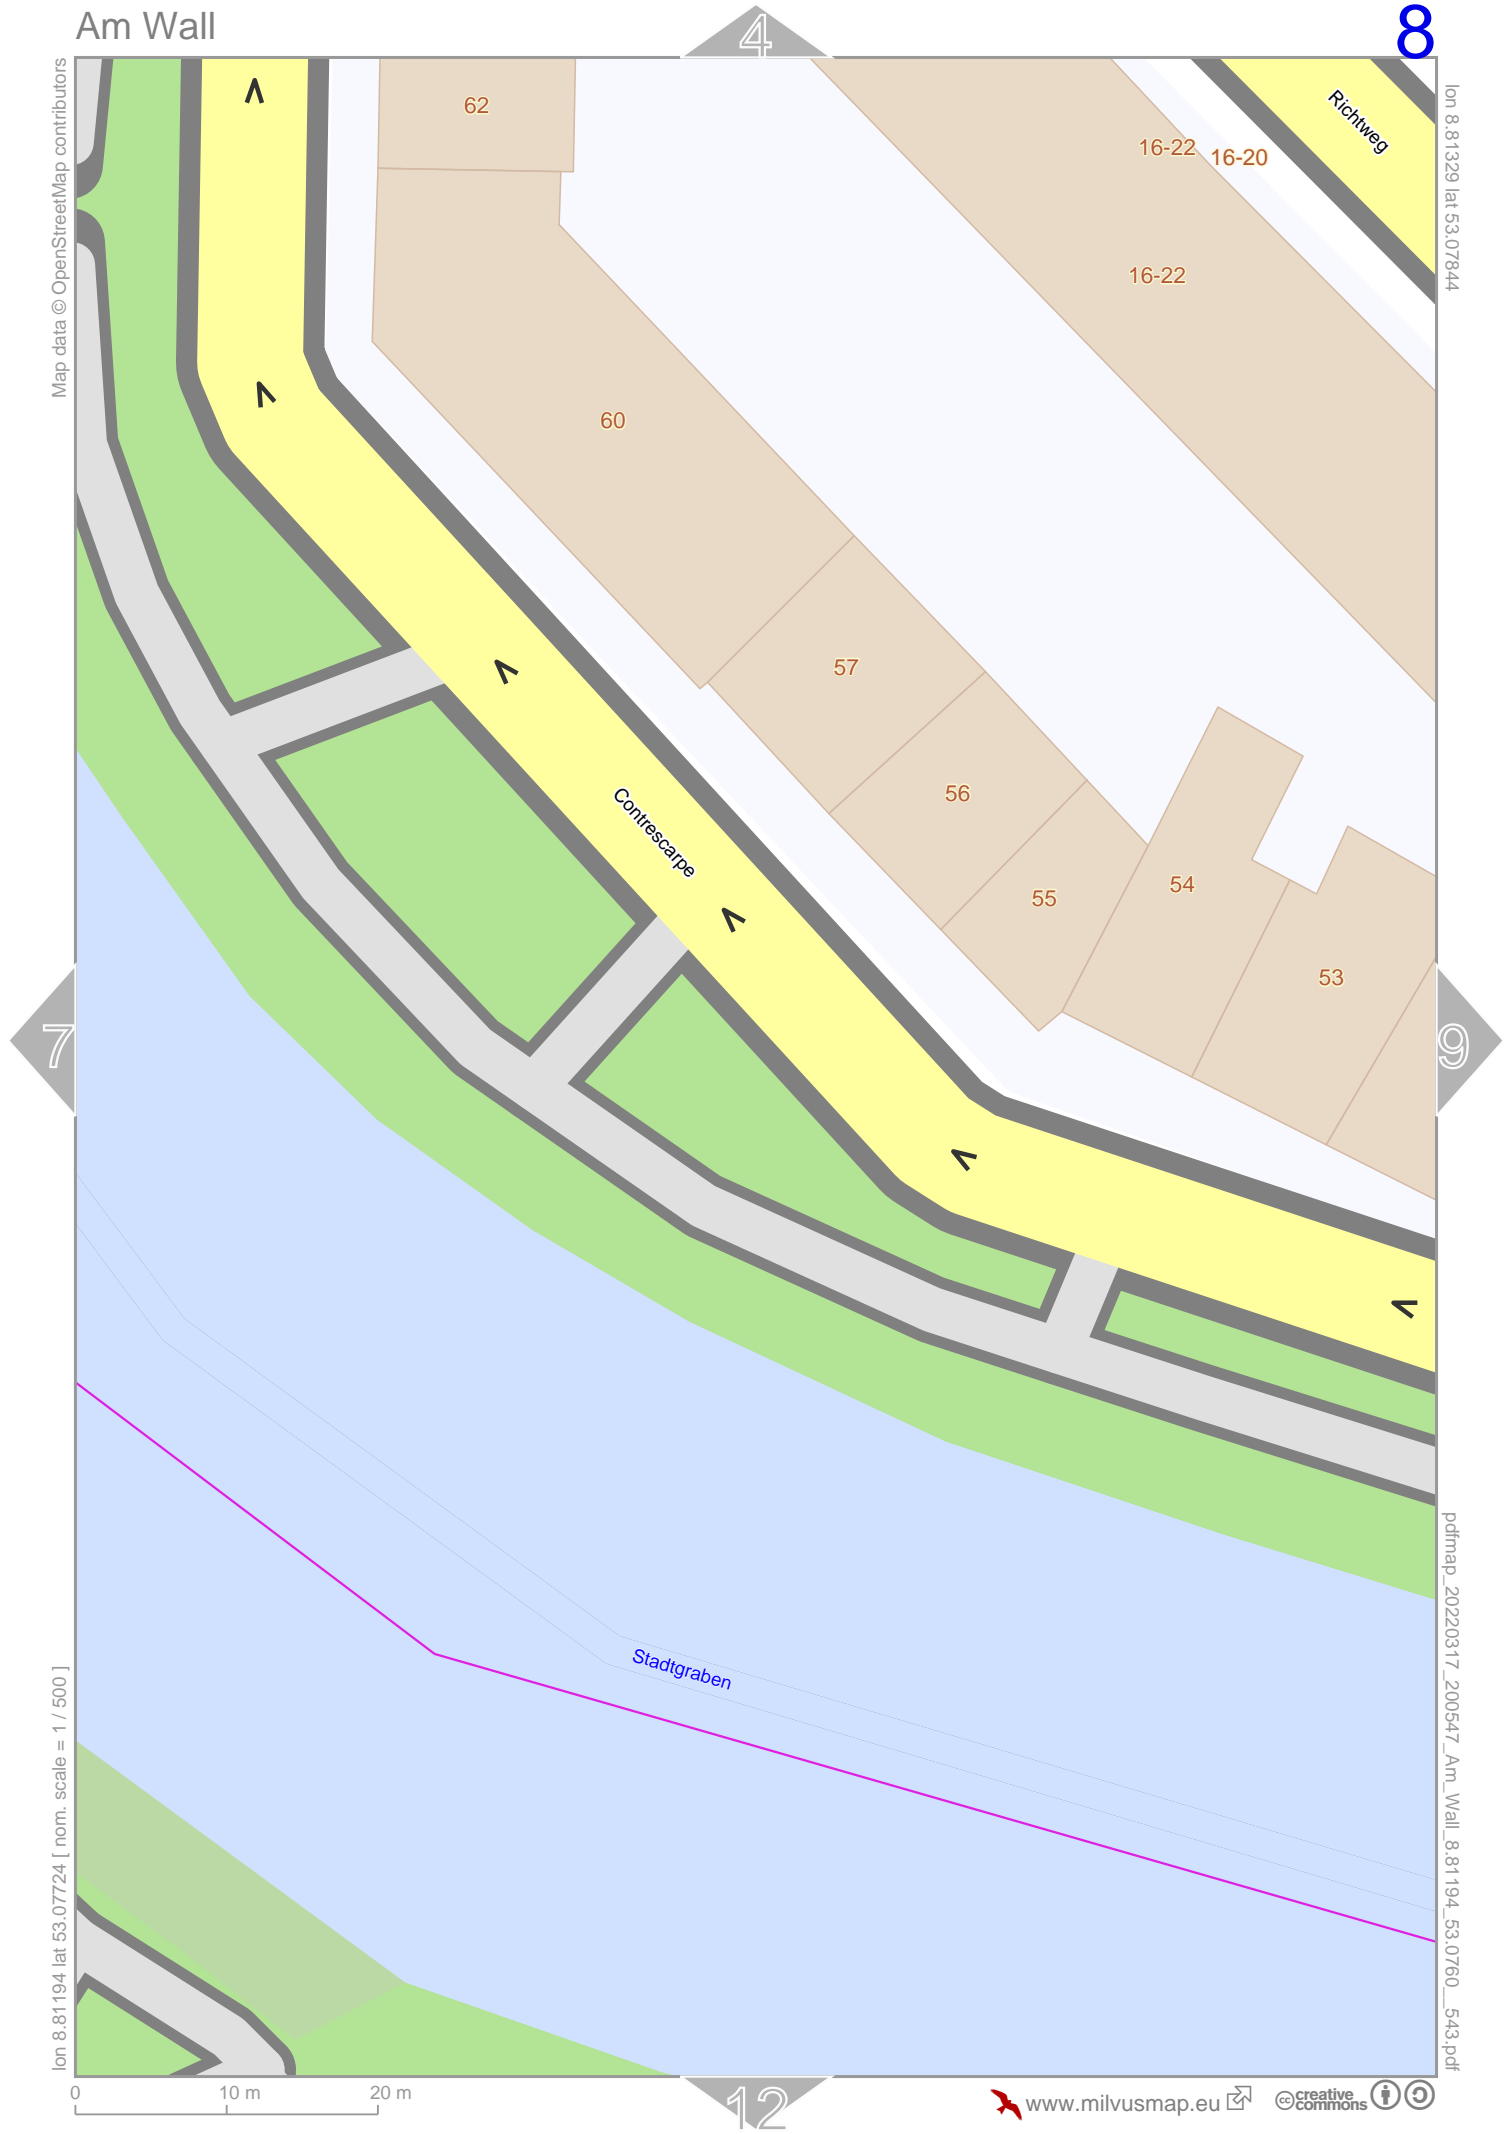 Am Wall
4
8
Map data © OpenStreetMap contributors
lon 8.81329 lat 53.07844
Richtweg
62
16-22
16-20
16-22
60
57
56
Contrescarpe
55
54
53
7
9
Stadtgraben
lon 8.81194 lat 53.07724 [ nom. scale = 1 / 500 ]
pdfmap_20220317_200547_Am_Wall_8.81194_53.0760__543.pdf
0
10 m
20 m
12
www.milvusmap.eu
cc creative commons